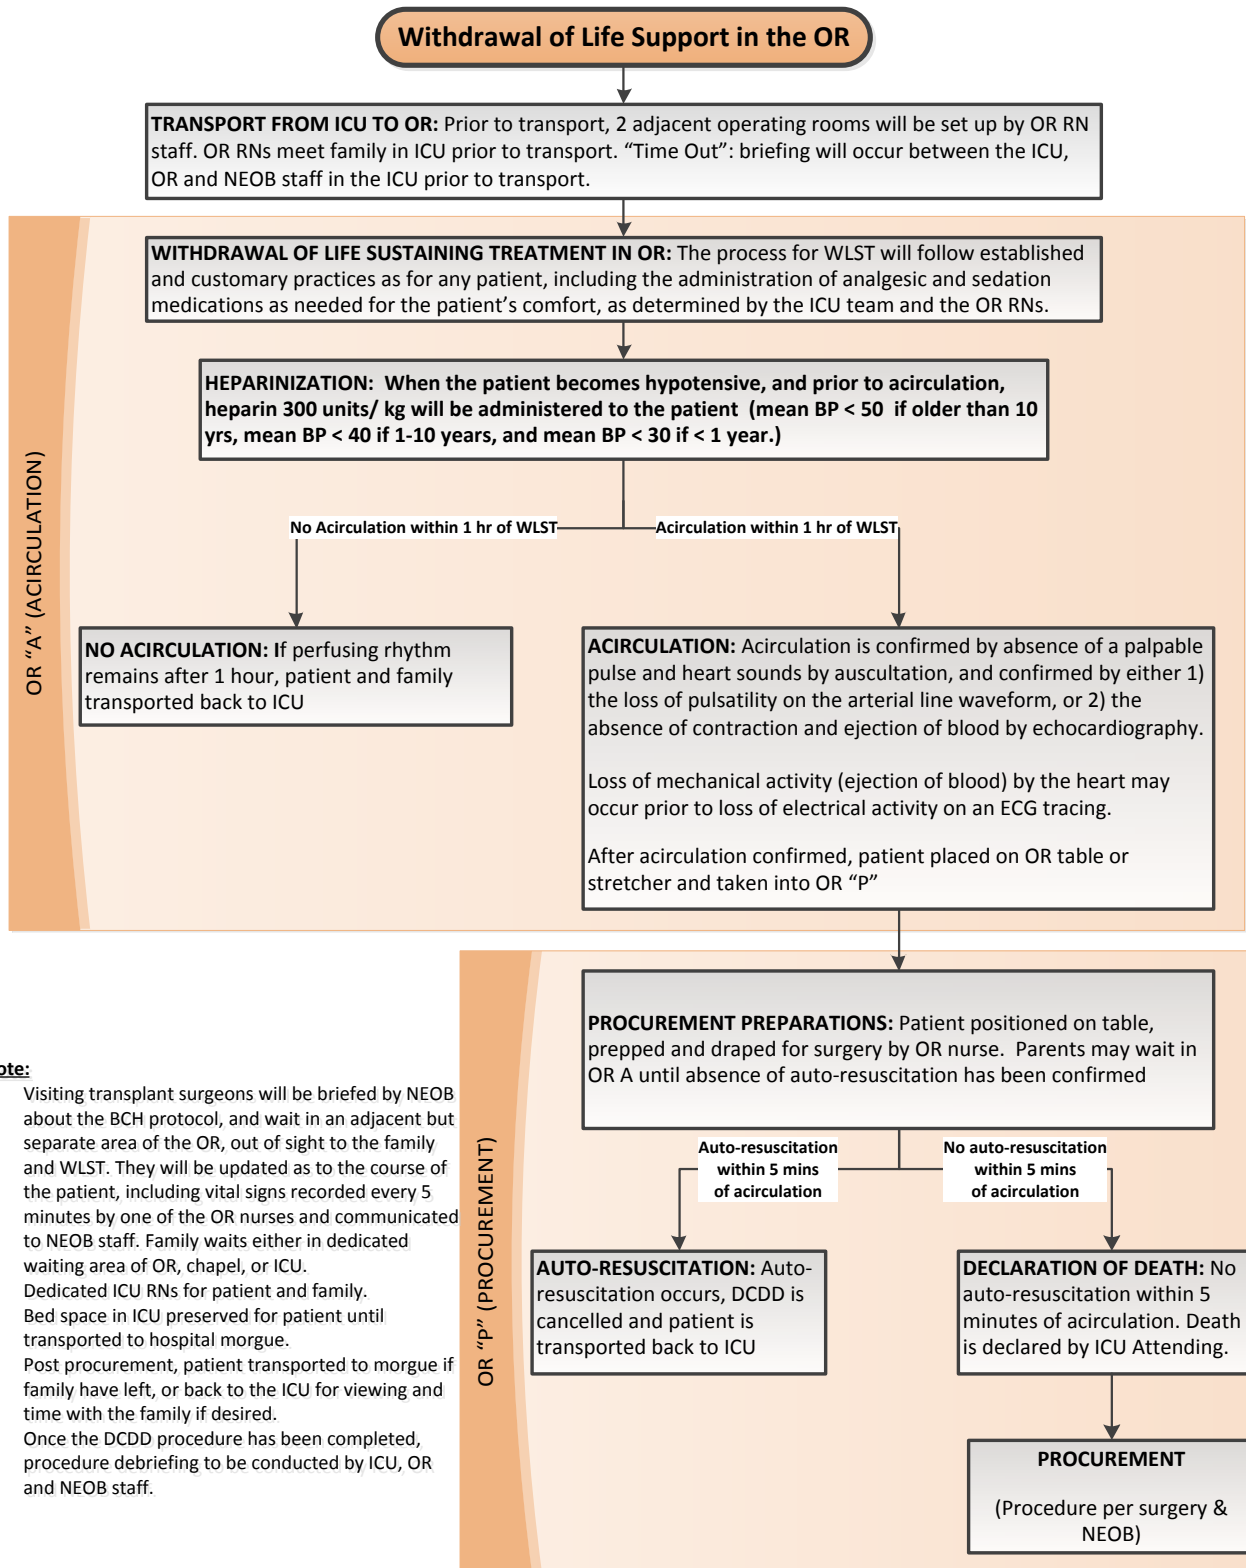 Withdrawal of Life Support in the OR
TRANSPORT FROM ICU TO OR: Prior to transport, 2 adjacent operating rooms will be set up by OR RN
staff. OR RNs meet family in ICU prior to transport. “Time Out”: briefing will occur between the ICU,
OR and NEOB staff in the ICU prior to transport.
OR “A” (ACIRCULATION)
WITHDRAWAL OF LIFE SUSTAINING TREATMENT IN OR: The process for WLST will follow established
and customary practices as for any patient, including the administration of analgesic and sedation
medications as needed for the patient’s comfort, as determined by the ICU team and the OR RNs.
HEPARINIZATION: When the patient becomes hypotensive, and prior to acirculation,
heparin 300 units/ kg will be administered to the patient (mean BP < 50 if older than 10
yrs, mean BP < 40 if 1-10 years, and mean BP < 30 if < 1 year.)
No Acirculation within 1 hr of WLST
Acirculation within 1 hr of WLST
NO ACIRCULATION: If perfusing rhythm
remains after 1 hour, patient and family
transported back to ICU
ACIRCULATION: Acirculation is confirmed by absence of a palpable
pulse and heart sounds by auscultation, and confirmed by either 1)
the loss of pulsatility on the arterial line waveform, or 2) the
absence of contraction and ejection of blood by echocardiography.
Loss of mechanical activity (ejection of blood) by the heart may
occur prior to loss of electrical activity on an ECG tracing.
After acirculation confirmed, patient placed on OR table or
stretcher and taken into OR “P”
OR “P” (PROCUREMENT)
PROCUREMENT PREPARATIONS: Patient positioned on table,
prepped and draped for surgery by OR nurse. Parents may wait in
OR A until absence of auto-resuscitation has been confirmed
Auto-resuscitation
within 5 mins
of acirculation
No auto-resuscitation
within 5 mins
of acirculation
AUTO-RESUSCITATION: Auto-
resuscitation occurs, DCDD is
cancelled and patient is
transported back to ICU
DECLARATION OF DEATH: No
auto-resuscitation within 5
minutes of acirculation. Death
is declared by ICU Attending.
PROCUREMENT
(Procedure per surgery &
NEOB)
ote:
Visiting transplant surgeons will be briefed by NEOB
about the BCH protocol, and wait in an adjacent but
separate area of the OR, out of sight to the family
and WLST. They will be updated as to the course of
the patient, including vital signs recorded every 5
minutes by one of the OR nurses and communicated
to NEOB staff. Family waits either in dedicated
waiting area of OR, chapel, or ICU.
Dedicated ICU RNs for patient and family.
Bed space in ICU preserved for patient until
transported to hospital morgue.
Post procurement, patient transported to morgue if
family have left, or back to the ICU for viewing and
time with the family if desired.
Once the DCDD procedure has been completed,
procedure debriefing to be conducted by ICU, OR
and NEOB staff.